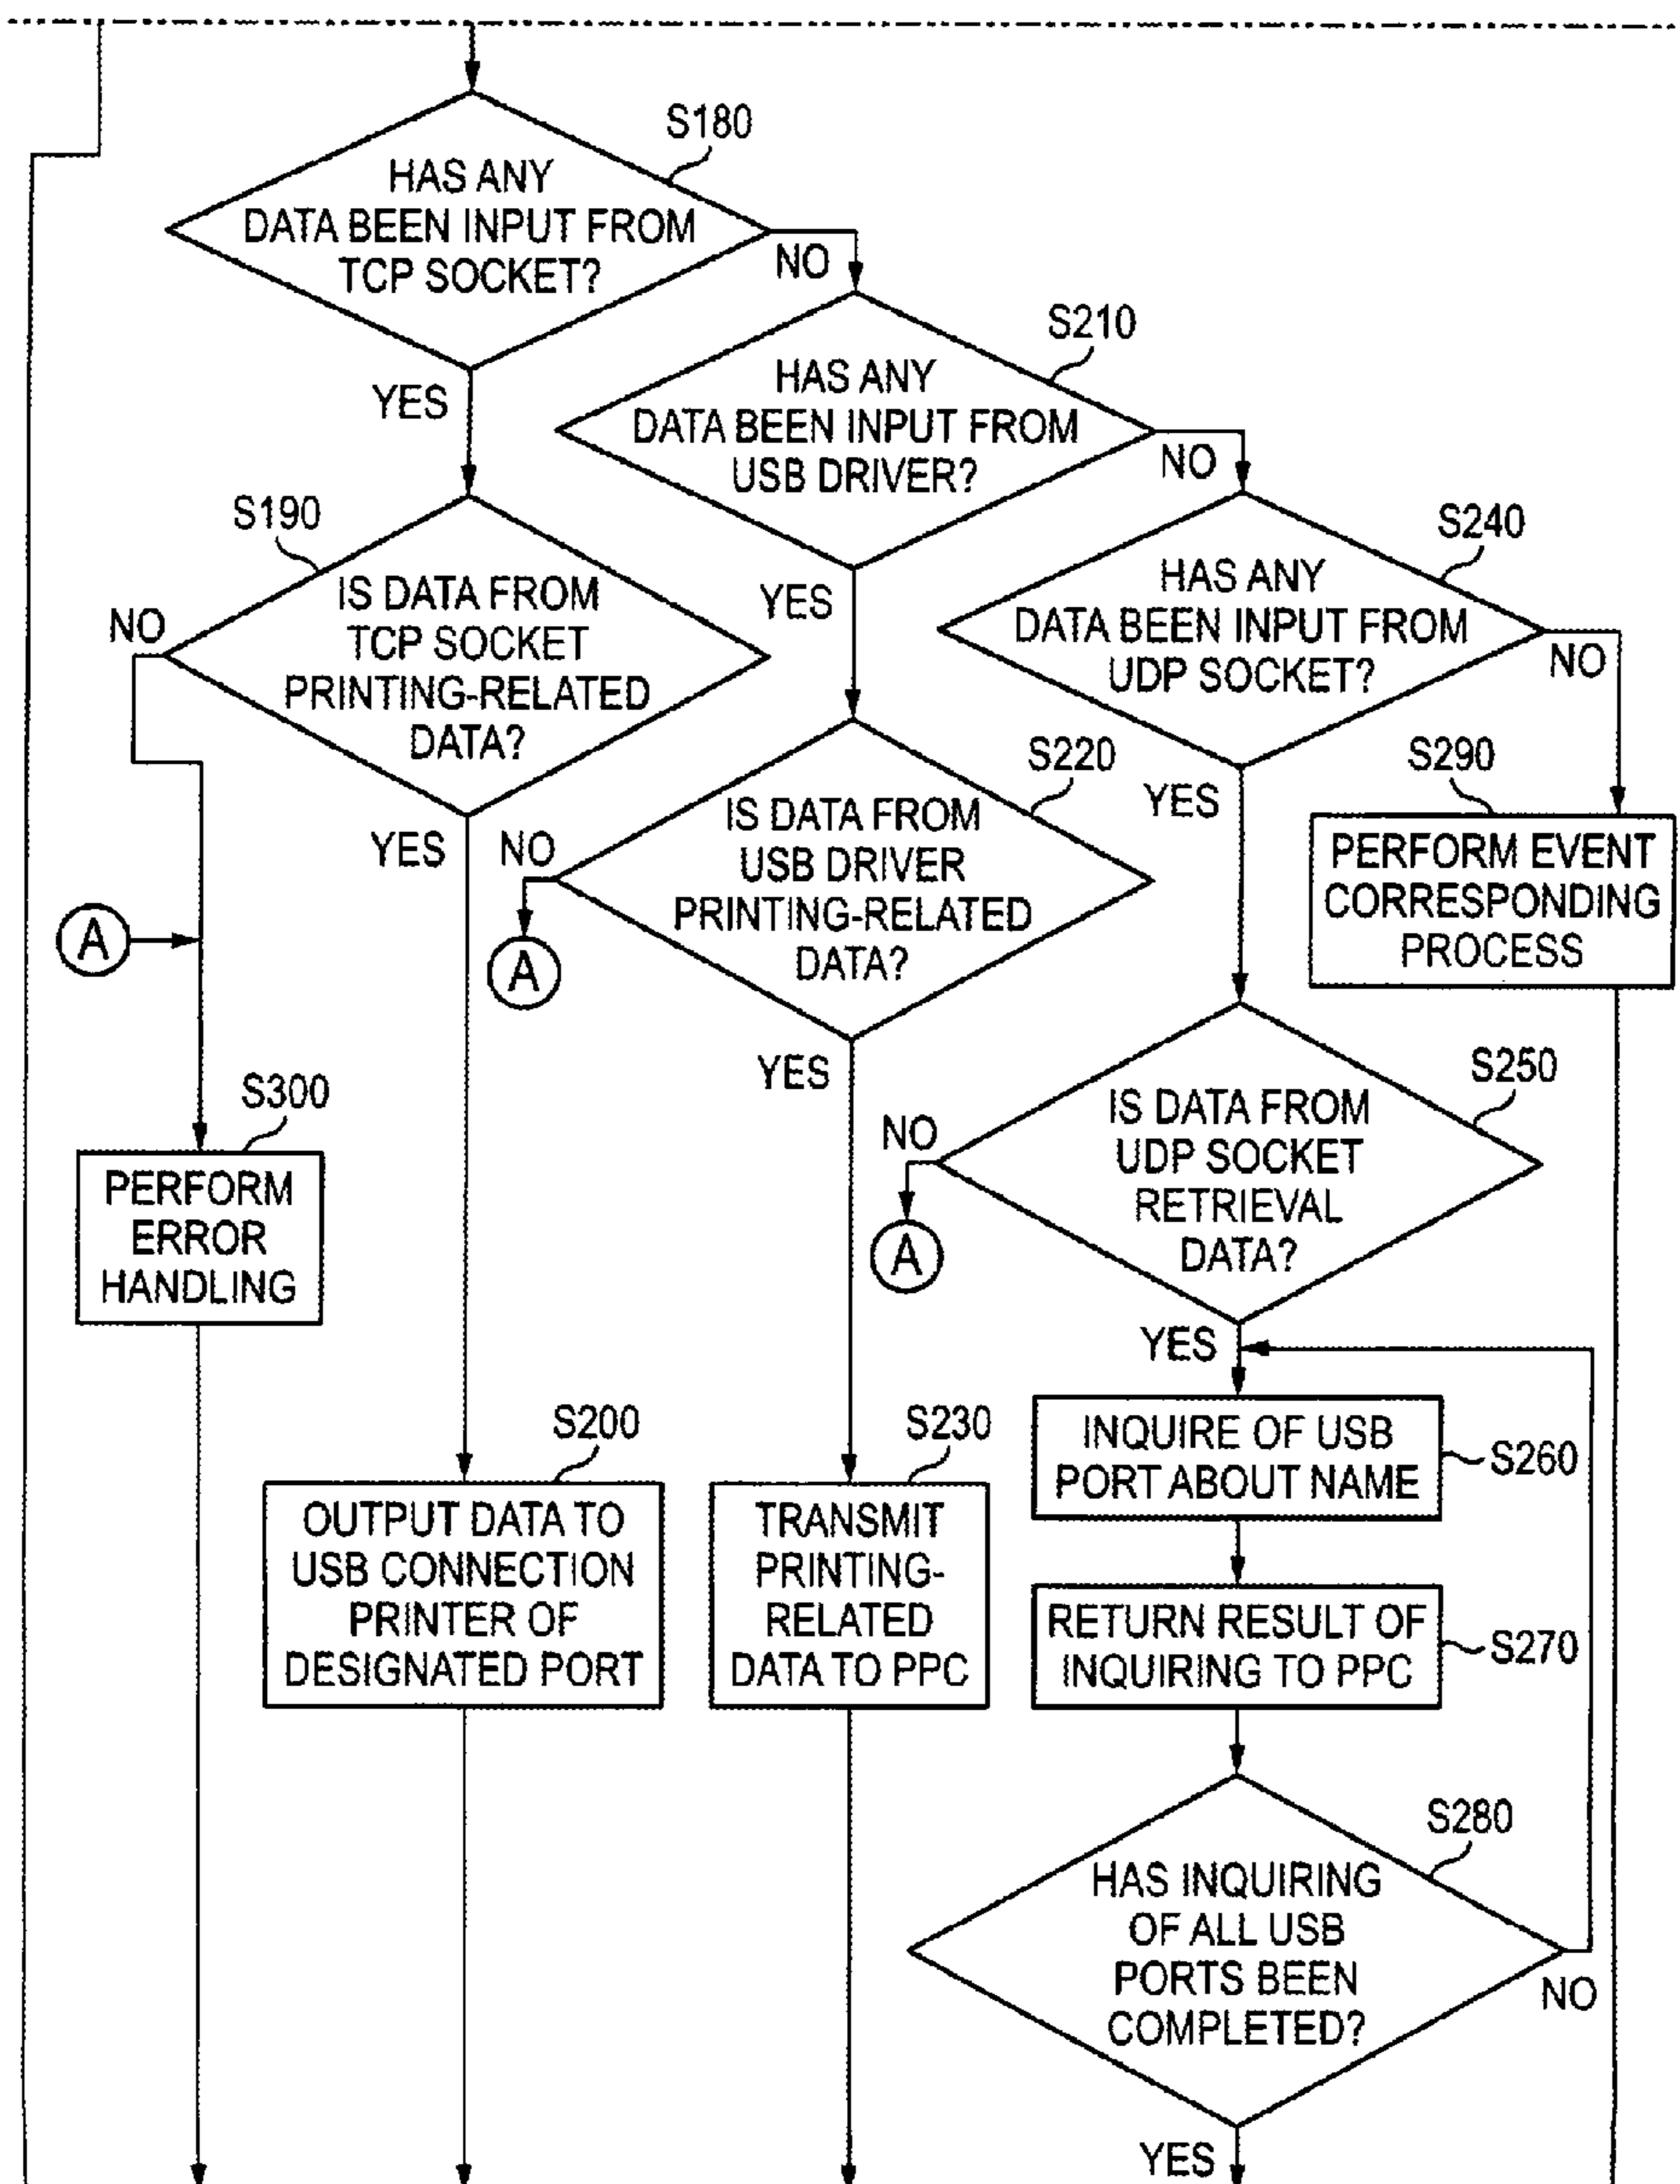 S180
HAS ANY
DATA BEEN INPUT FROM
TCP SOCKET?
NO
YES
S210
HAS ANY
DATA BEEN INPUT FROM
USB DRIVER?
NO
YES
S240
HAS ANY
DATA BEEN INPUT FROM
UDP SOCKET?
NO
YES
S190
IS DATA FROM
TCP SOCKET
PRINTING-RELATED
DATA?
NO
YES
S220
IS DATA FROM
USB DRIVER
PRINTING-RELATED
DATA?
NO
A
YES
S290
PERFORM EVENT
CORRESPONDING
PROCESS
A
S300
PERFORM
ERROR
HANDLING
S250
IS DATA FROM
UDP SOCKET
RETRIEVAL
DATA?
NO
A
YES
S200
OUTPUT DATA TO
USB CONNECTION
PRINTER OF
DESIGNATED PORT
S230
TRANSMIT
PRINTING-
RELATED
DATA TO PPC
INQUIRE OF USB
PORT ABOUT NAME
S260
RETURN RESULT OF
INQUIRING TO PPC
S270
S280
HAS INQUIRING
OF ALL USB
PORTS BEEN
COMPLETED?
NO
YES